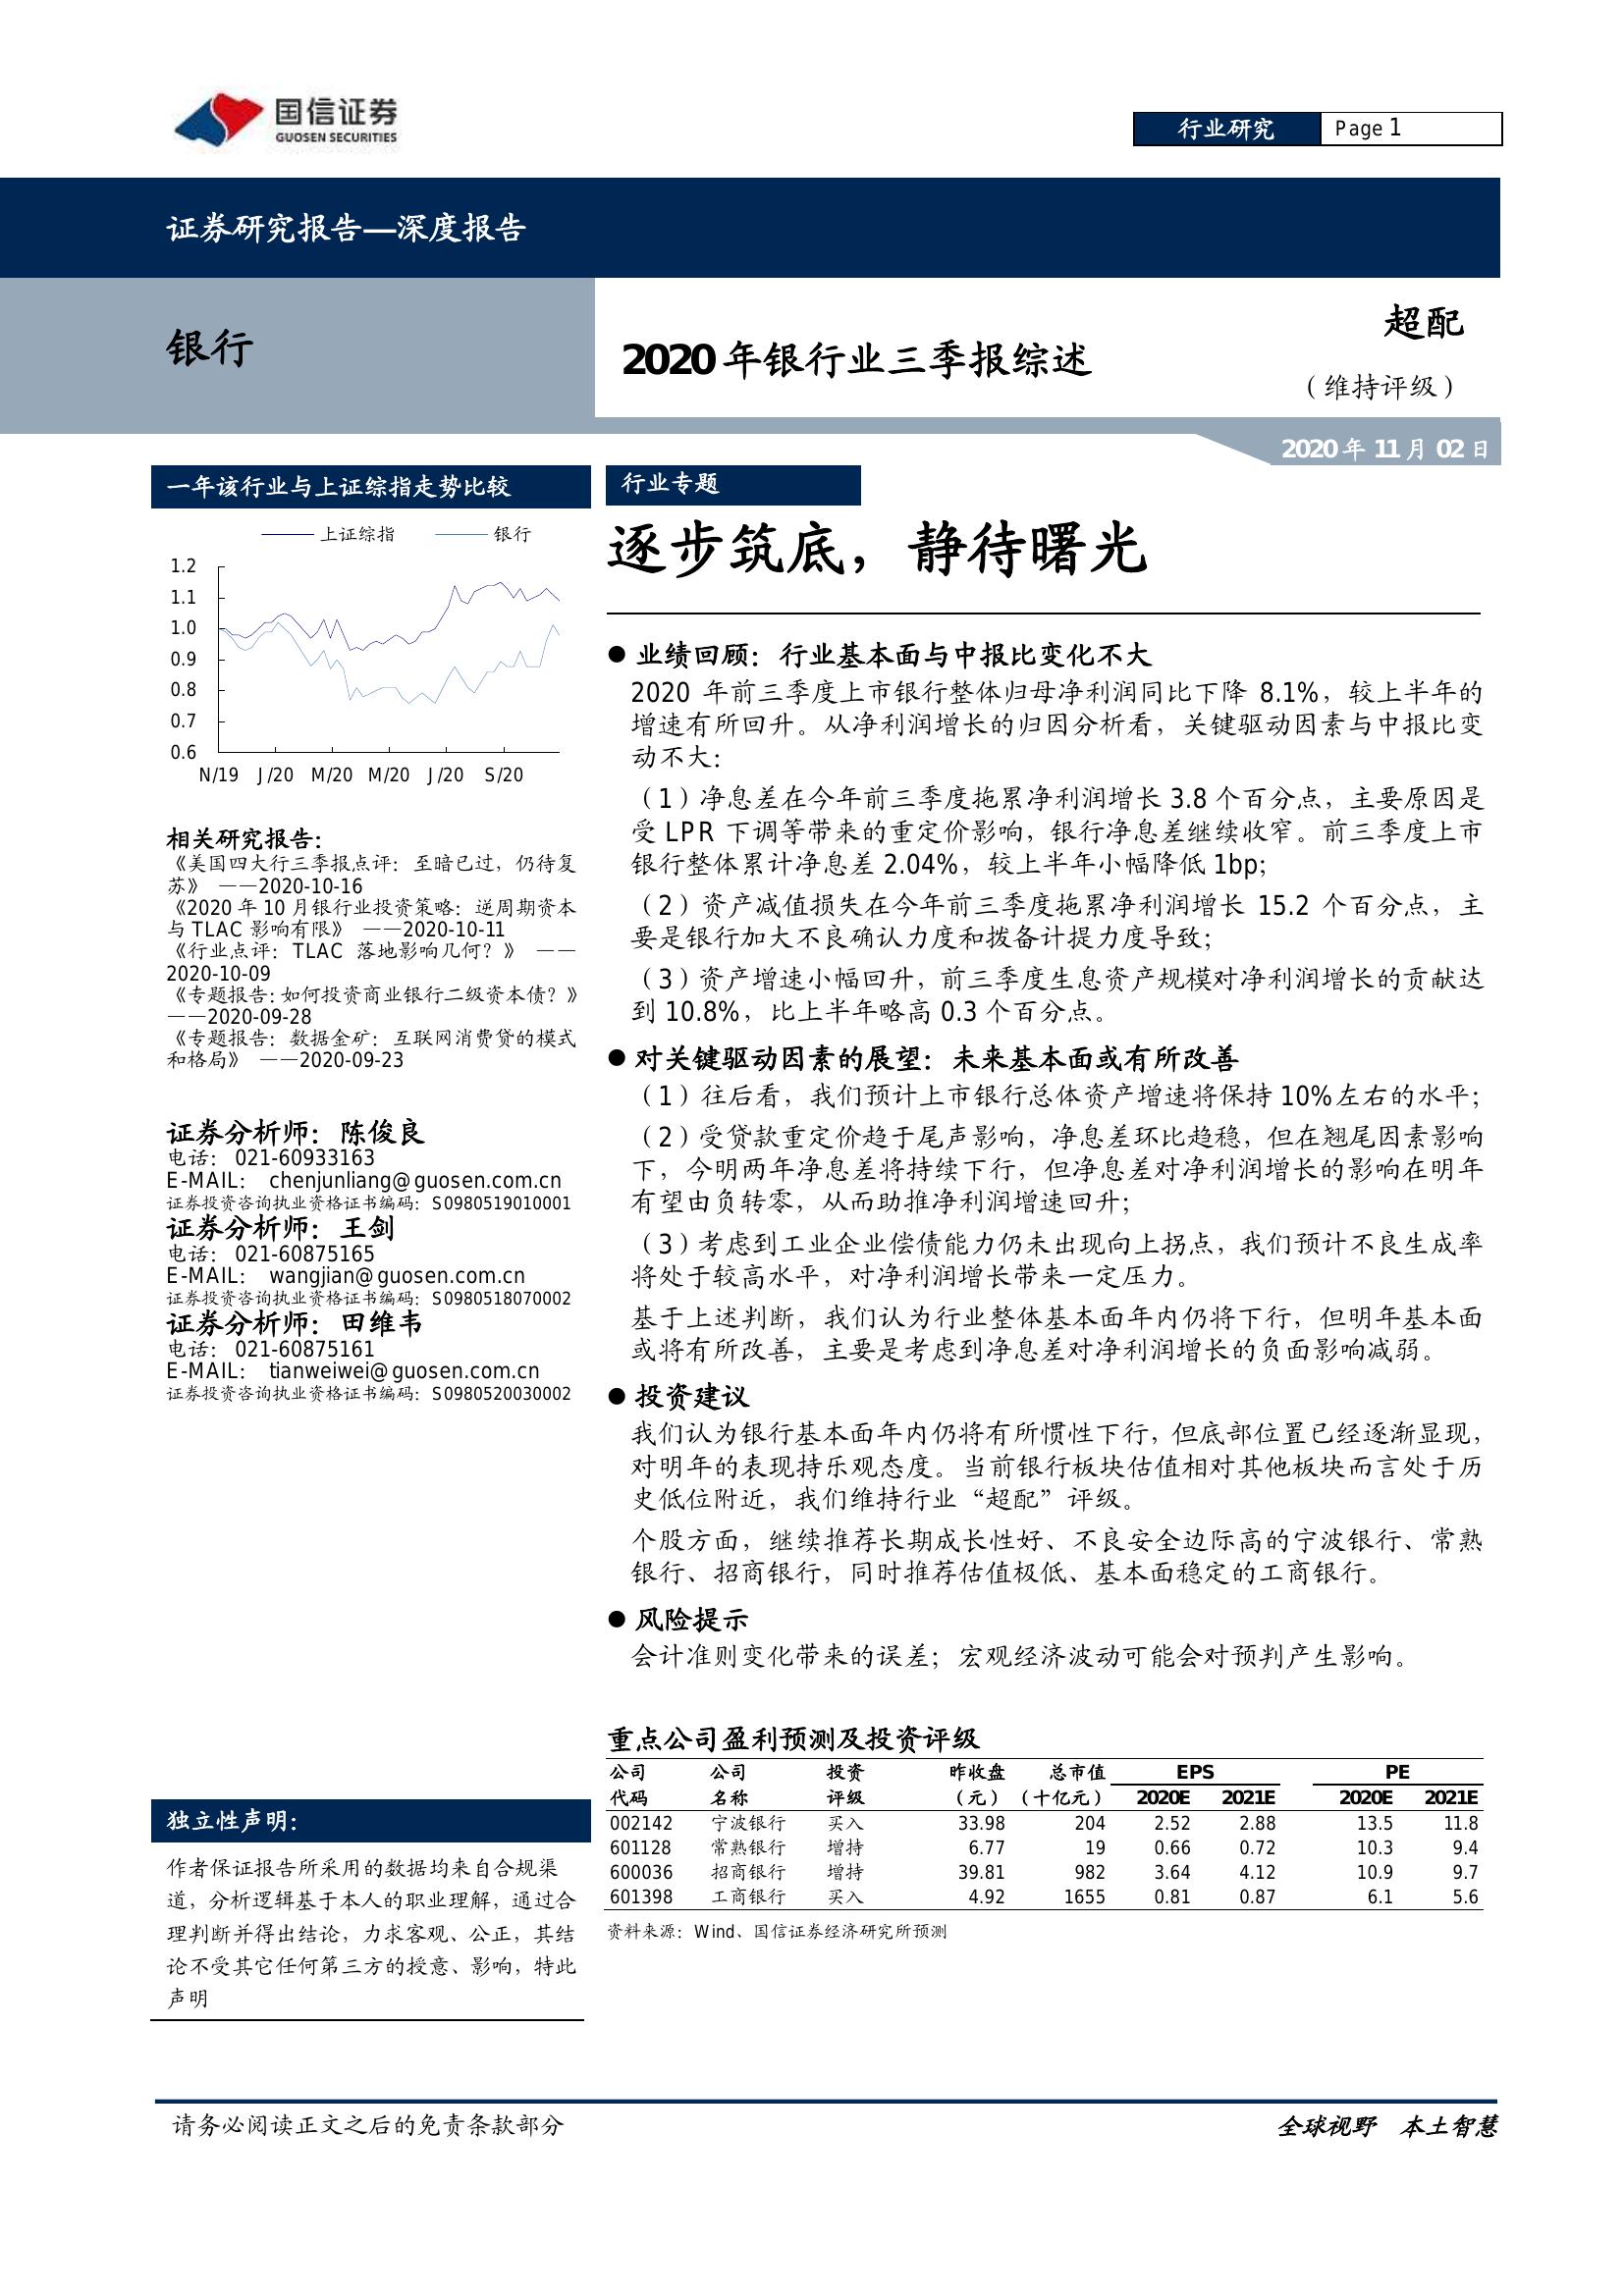 国信证券
GUOSEN SECURITIES
行业研究
Page 1
证券研究报告—深度报告
银行
2020 年银行业三季报综述
超配
（维持评级）
2020 年 11 月 02 日
一年该行业与上证综指走势比较
上证综指 银行
1.2
1.1
1.0
0.9
0.8
0.7
0.6
N/19 J/20 M/20 M/20 J/20 S/20
相关研究报告：
《美国四大行三季报点评：至暗已过，仍待复
苏》 ——2020-10-16
《2020 年 10 月银行业投资策略：逆周期资本
与 TLAC 影响有限》 ——2020-10-11
《行业点评：TLAC 落地影响几何？》 ——
2020-10-09
《专题报告：如何投资商业银行二级资本债？》
——2020-09-28
《专题报告：数据金矿：互联网消费贷的模式
和格局》 ——2020-09-23
证券分析师：陈俊良
电话： 021-60933163
E-MAIL： chenjunliang@guosen.com.cn
证券投资咨询执业资格证书编码：S0980519010001
证券分析师：王剑
电话： 021-60875165
E-MAIL： wangjian@guosen.com.cn
证券投资咨询执业资格证书编码：S0980518070002
证券分析师：田维韦
电话： 021-60875161
E-MAIL： tianweiwei@guosen.com.cn
证券投资咨询执业资格证书编码：S0980520030002
独立性声明：
作者保证报告所采用的数据均来自合规渠
道，分析逻辑基于本人的职业理解，通过合
理判断并得出结论，力求客观、公正，其结
论不受其它任何第三方的授意、影响，特此
声明
行业专题
逐步筑底，静待曙光
● 业绩回顾：行业基本面与中报比变化不大
2020 年前三季度上市银行整体归母净利润同比下降 8.1%，较上半年的
增速有所回升。从净利润增长的归因分析看，关键驱动因素与中报比变
动不大：
（1）净息差在今年前三季度拖累净利润增长 3.8 个百分点，主要原因是
受 LPR 下调等带来的重定价影响，银行净息差继续收窄。前三季度上市
银行整体累计净息差 2.04%，较上半年小幅降低 1bp；
（2）资产减值损失在今年前三季度拖累净利润增长 15.2 个百分点，主
要是银行加大不良确认力度和拨备计提力度导致；
（3）资产增速小幅回升，前三季度生息资产规模对净利润增长的贡献达
到 10.8%，比上半年略高 0.3 个百分点。
● 对关键驱动因素的展望：未来基本面或有所改善
（1）往后看，我们预计上市银行总体资产增速将保持 10%左右的水平；
（2）受贷款重定价趋于尾声影响，净息差环比趋稳，但在翘尾因素影响
下，今明两年净息差将持续下行，但净息差对净利润增长的影响在明年
有望由负转零，从而助推净利润增速回升；
（3）考虑到工业企业偿债能力仍未出现向上拐点，我们预计不良生成率
将处于较高水平，对净利润增长带来一定压力。
基于上述判断，我们认为行业整体基本面年内仍将下行，但明年基本面
或将有所改善，主要是考虑到净息差对净利润增长的负面影响减弱。
● 投资建议
我们认为银行基本面年内仍将有所惯性下行，但底部位置已经逐渐显现，
对明年的表现持乐观态度。当前银行板块估值相对其他板块而言处于历
史低位附近，我们维持行业“超配”评级。
个股方面，继续推荐长期成长性好、不良安全边际高的宁波银行、常熟
银行、招商银行，同时推荐估值极低、基本面稳定的工商银行。
● 风险提示
会计准则变化带来的误差；宏观经济波动可能会对预判产生影响。
重点公司盈利预测及投资评级
公司 公司 投资 昨收盘 总市值 EPS PE
代码 名称 评级 （元） （十亿元） 2020E 2021E 2020E 2021E
002142 宁波银行 买入 33.98 204 2.52 2.88 13.5 11.8
601128 常熟银行 增持 6.77 19 0.66 0.72 10.3 9.4
600036 招商银行 增持 39.81 982 3.64 4.12 10.9 9.7
601398 工商银行 买入 4.92 1655 0.81 0.87 6.1 5.6
资料来源：Wind、国信证券经济研究所预测
请务必阅读正文之后的免责条款部分
全球视野 本土智慧